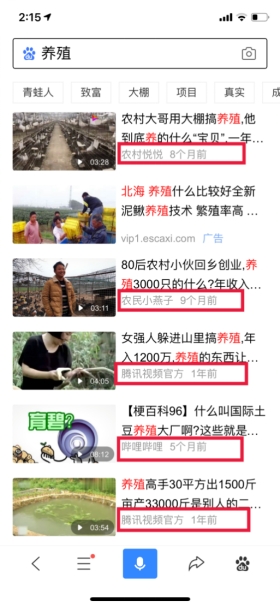 2:15
养殖
青蛙人 致富 大棚 项目 真实
农村大哥用大棚搞养殖,他
到底养的什么“宝贝”,一年…
03:28
农村悦悦 8个月前
北海 养殖什么比较好全新
泥鳅养殖技术 繁殖率高 …
vip1.escaxi.com 广告
80后农村小伙回乡创业,养
殖3000只的什么?年收入…
03:11
农民小燕子 9个月前
女强人躲进山里搞养殖,年
入1200万,养殖的东西让…
04:05
腾讯视频官方 1年前
育碧?
【梗百科96】什么叫国际土
豆养殖大厂啊?这些就是…
06:12
哔哩哔哩 5个月前
养殖高手30平方出1500斤
亩产33000斤是别人的二…
03:54
腾讯视频官方 1年前
du